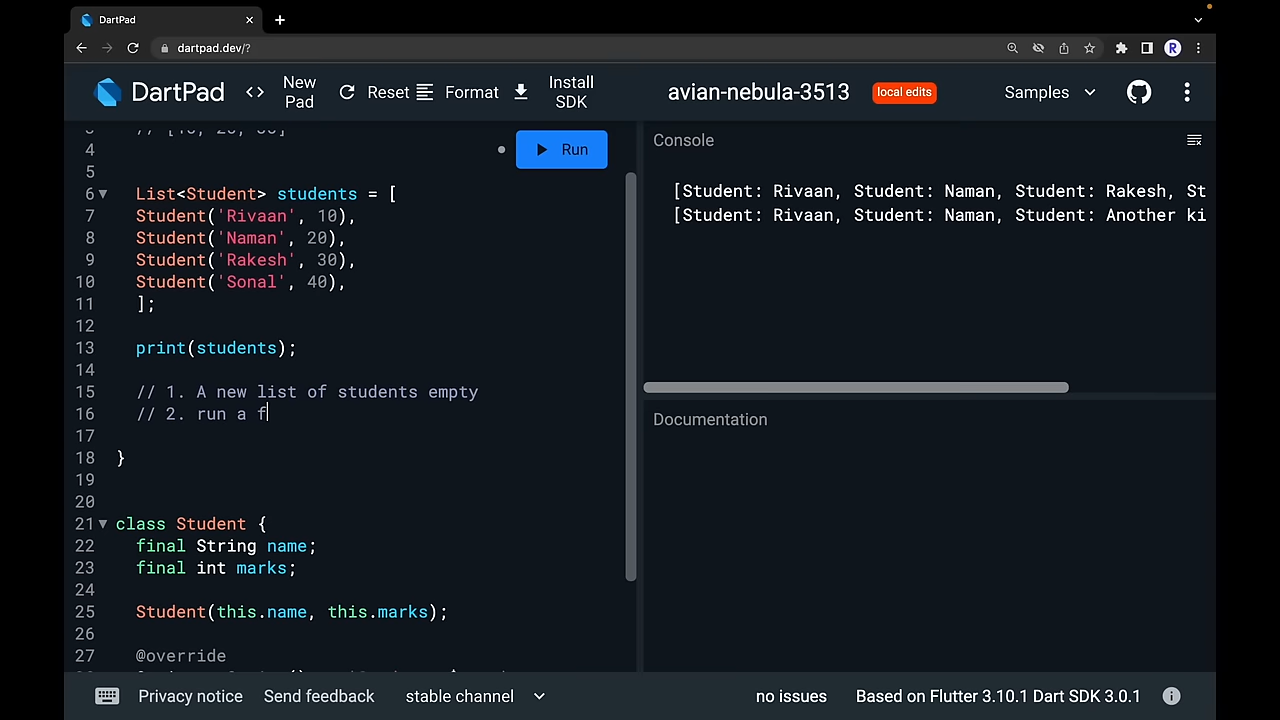 DartPad
dartpad.dev/?
R
DartPad
<> New Pad
Reset
Format
Install SDK
avian-nebula-3513
local edits
Samples
4
5
6 List<Student> students = [
7 Student('Rivaan', 10),
8 Student('Naman', 20),
9 Student('Rakesh', 30),
10 Student('Sonal', 40),
11 ];
12
13 print(students);
14
15 // 1. A new list of students empty
16 // 2. run a f
17
18 }
19
20
21 class Student {
22 final String name;
23 final int marks;
24
25 Student(this.name, this.marks);
26
27 @override
Run
Console
[Student: Rivaan, Student: Naman, Student: Rakesh, St
[Student: Rivaan, Student: Naman, Student: Another ki
Documentation
Privacy notice
Send feedback
stable channel
no issues
Based on Flutter 3.10.1 Dart SDK 3.0.1